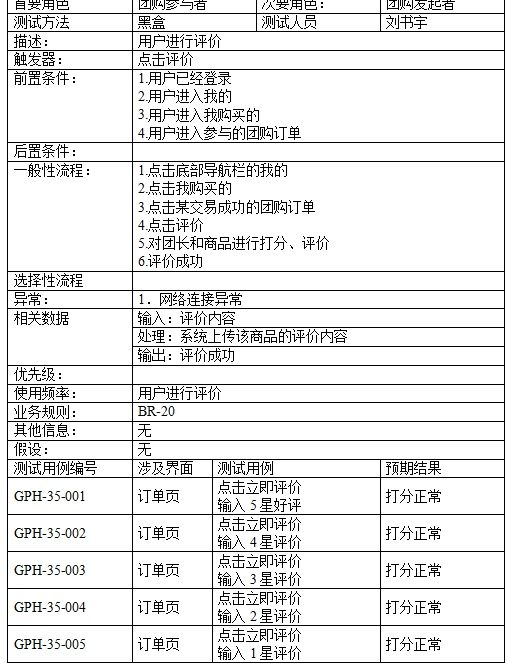 首要角色 团购参与者 次要角色： 团购发起者
测试方法 黑盒 测试人员 刘书宇
描述： 用户进行评价
触发器： 点击评价
前置条件： 1.用户已经登录
2.用户进入我的
3.用户进入我购买的
4.用户进入参与的团购订单
后置条件：
一般性流程： 1.点击底部导航栏的我的
2.点击我购买的
3.点击某交易成功的团购订单
4.点击评价
5.对团长和商品进行打分、评价
6.评价成功
选择性流程
异常： 1．网络连接异常
相关数据 输入：评价内容
处理：系统上传该商品的评价内容
输出：评价成功
优先级：
使用频率： 用户进行评价
业务规则： BR-20
其他信息： 无
假设： 无
测试用例编号 涉及界面 测试用例 预期结果
GPH-35-001 订单页 点击立即评价 打分正常
输入 5 星好评
GPH-35-002 订单页 点击立即评价 打分正常
输入 4 星评价
GPH-35-003 订单页 点击立即评价 打分正常
输入 3 星评价
GPH-35-004 订单页 点击立即评价 打分正常
输入 2 星评价
GPH-35-005 订单页 点击立即评价 打分正常
输入 1 星评价